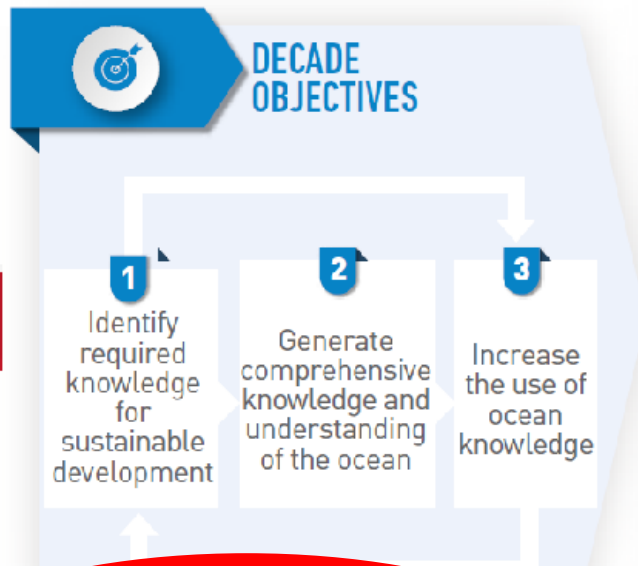 DECADE
OBJECTIVES
1
Identify
required
knowledge
for
sustainable
development
2
Generate
comprehensive
knowledge and
understanding
of the ocean
3
Increase
the use of
ocean
knowledge